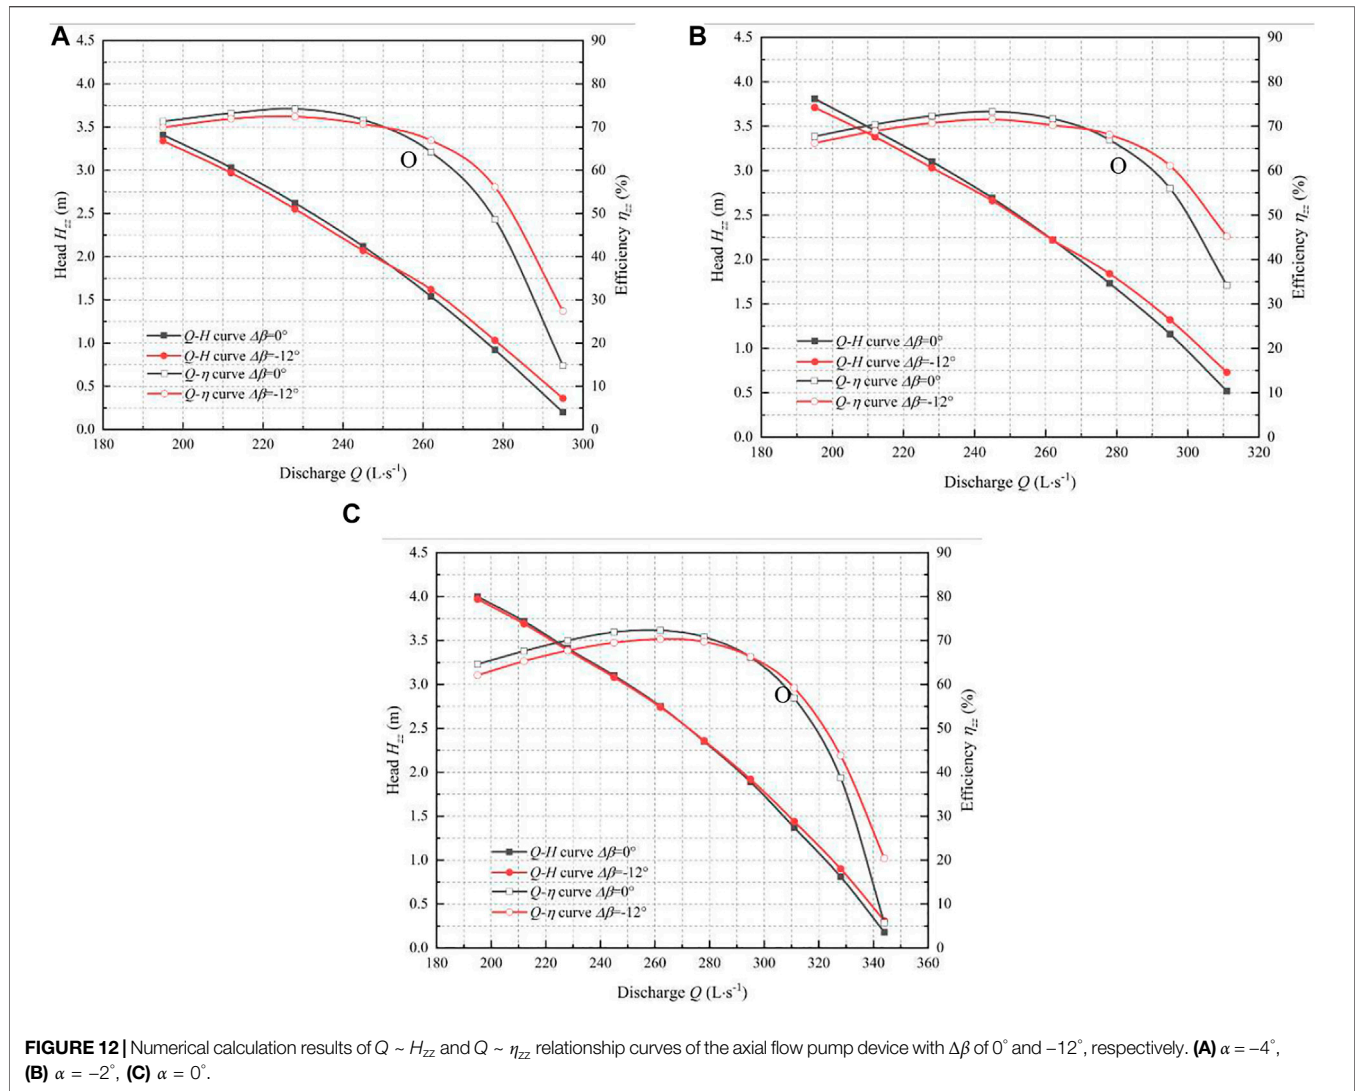 A
4.5
4.0
3.5
3.0
2.5
2.0
1.5
1.0
0.5
0.0
Head Hzz (m)
90
80
70
60
50
40
30
20
10
0
Efficiency ηzz (%)
O
Q-H curve Δβ=0°
Q-H curve Δβ=-12°
Q-η curve Δβ=0°
Q-η curve Δβ=-12°
180 200 220 240 260 280 300
Discharge Q (L·s-1)
B
4.5
4.0
3.5
3.0
2.5
2.0
1.5
1.0
0.5
0.0
Head Hzz (m)
90
80
70
60
50
40
30
20
10
0
Efficiency ηzz (%)
O
Q-H curve Δβ=0°
Q-H curve Δβ=-12°
Q-η curve Δβ=0°
Q-η curve Δβ=-12°
180 200 220 240 260 280 300 320
Discharge Q (L·s-1)
C
4.5
4.0
3.5
3.0
2.5
2.0
1.5
1.0
0.5
0.0
Head Hzz (m)
90
80
70
60
50
40
30
20
10
0
Efficiency ηzz (%)
O
Q-H curve Δβ=0°
Q-H curve Δβ=-12°
Q-η curve Δβ=0°
Q-η curve Δβ=-12°
180 200 220 240 260 280 300 320 340 360
Discharge Q (L·s-1)
FIGURE 12 | Numerical calculation results of Q ~ Hzz and Q ~ ηzz relationship curves of the axial flow pump device with Δβ of 0° and −12°, respectively. (A) α = −4°,
(B) α = −2°, (C) α = 0°.